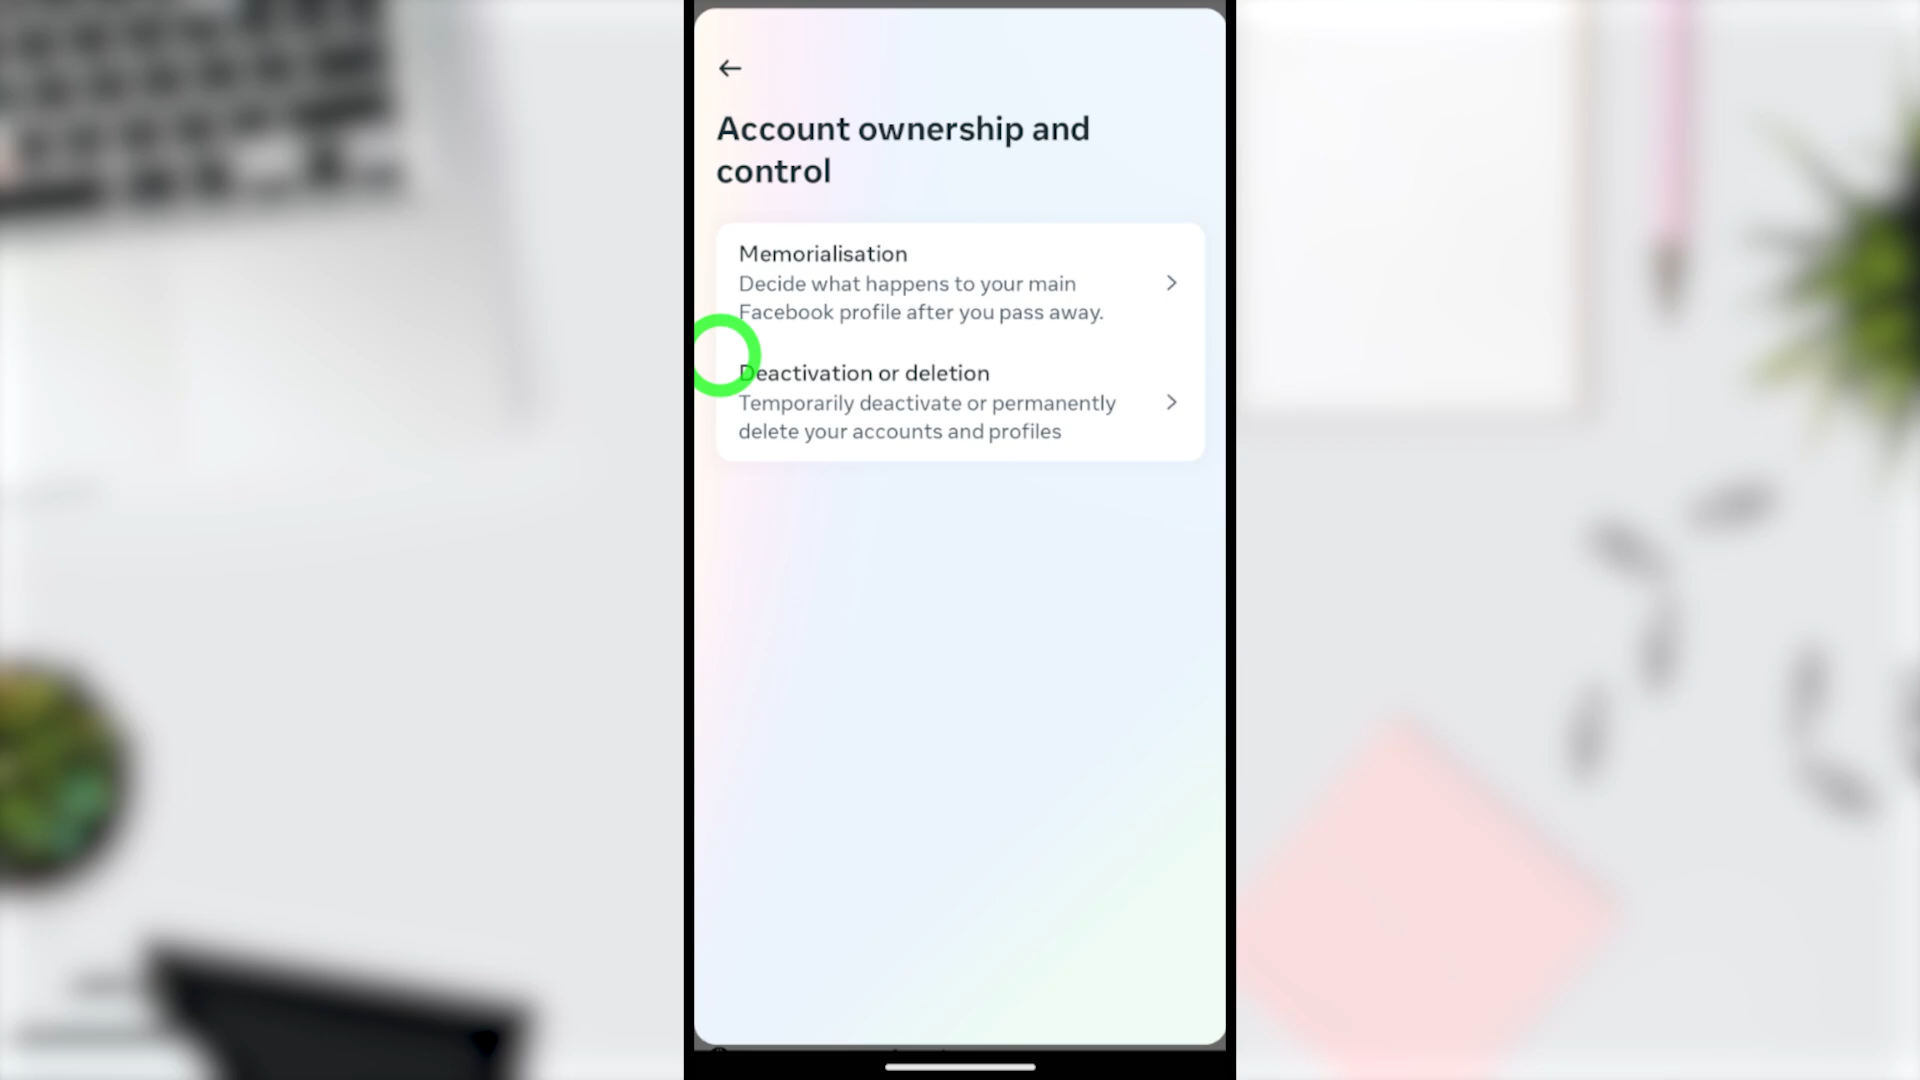 Account ownership and
control
Memorialisation
Decide what happens to your main
Facebook profile after you pass away.
Deactivation or deletion
Temporarily deactivate or permanently
delete your accounts and profiles